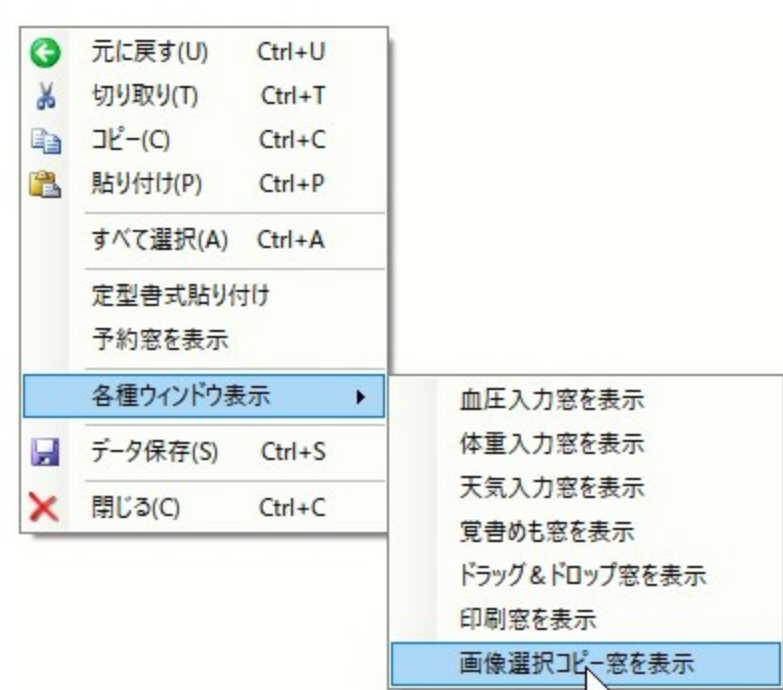 元に戻す(U) Ctrl+U
切り取り(T) Ctrl+T
コピー(C) Ctrl+C
貼り付け(P) Ctrl+P
すべて選択(A) Ctrl+A
定型書式貼り付け
予約窓を表示
各種ウィンドウ表示
データ保存(S) Ctrl+S
閉じる(C) Ctrl+C
血圧入力窓を表示
体重入力窓を表示
天気入力窓を表示
覚書めも窓を表示
ドラッグ&ドロップ窓を表示
印刷窓を表示
画像選択コピー窓を表示